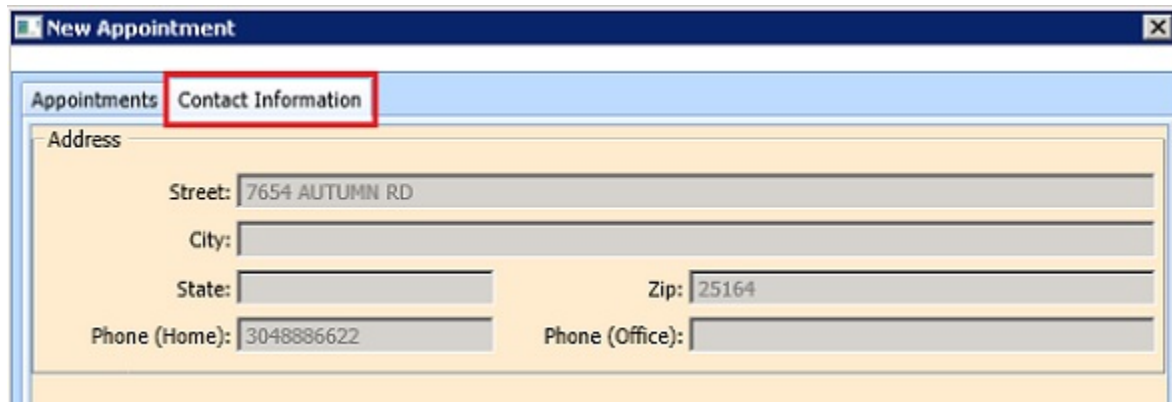 New Appointment
Appointments Contact Information
Address
Street: 7654 AUTUMN RD
City:
State: Zip: 25164
Phone (Home): 3048886622 Phone (Office):